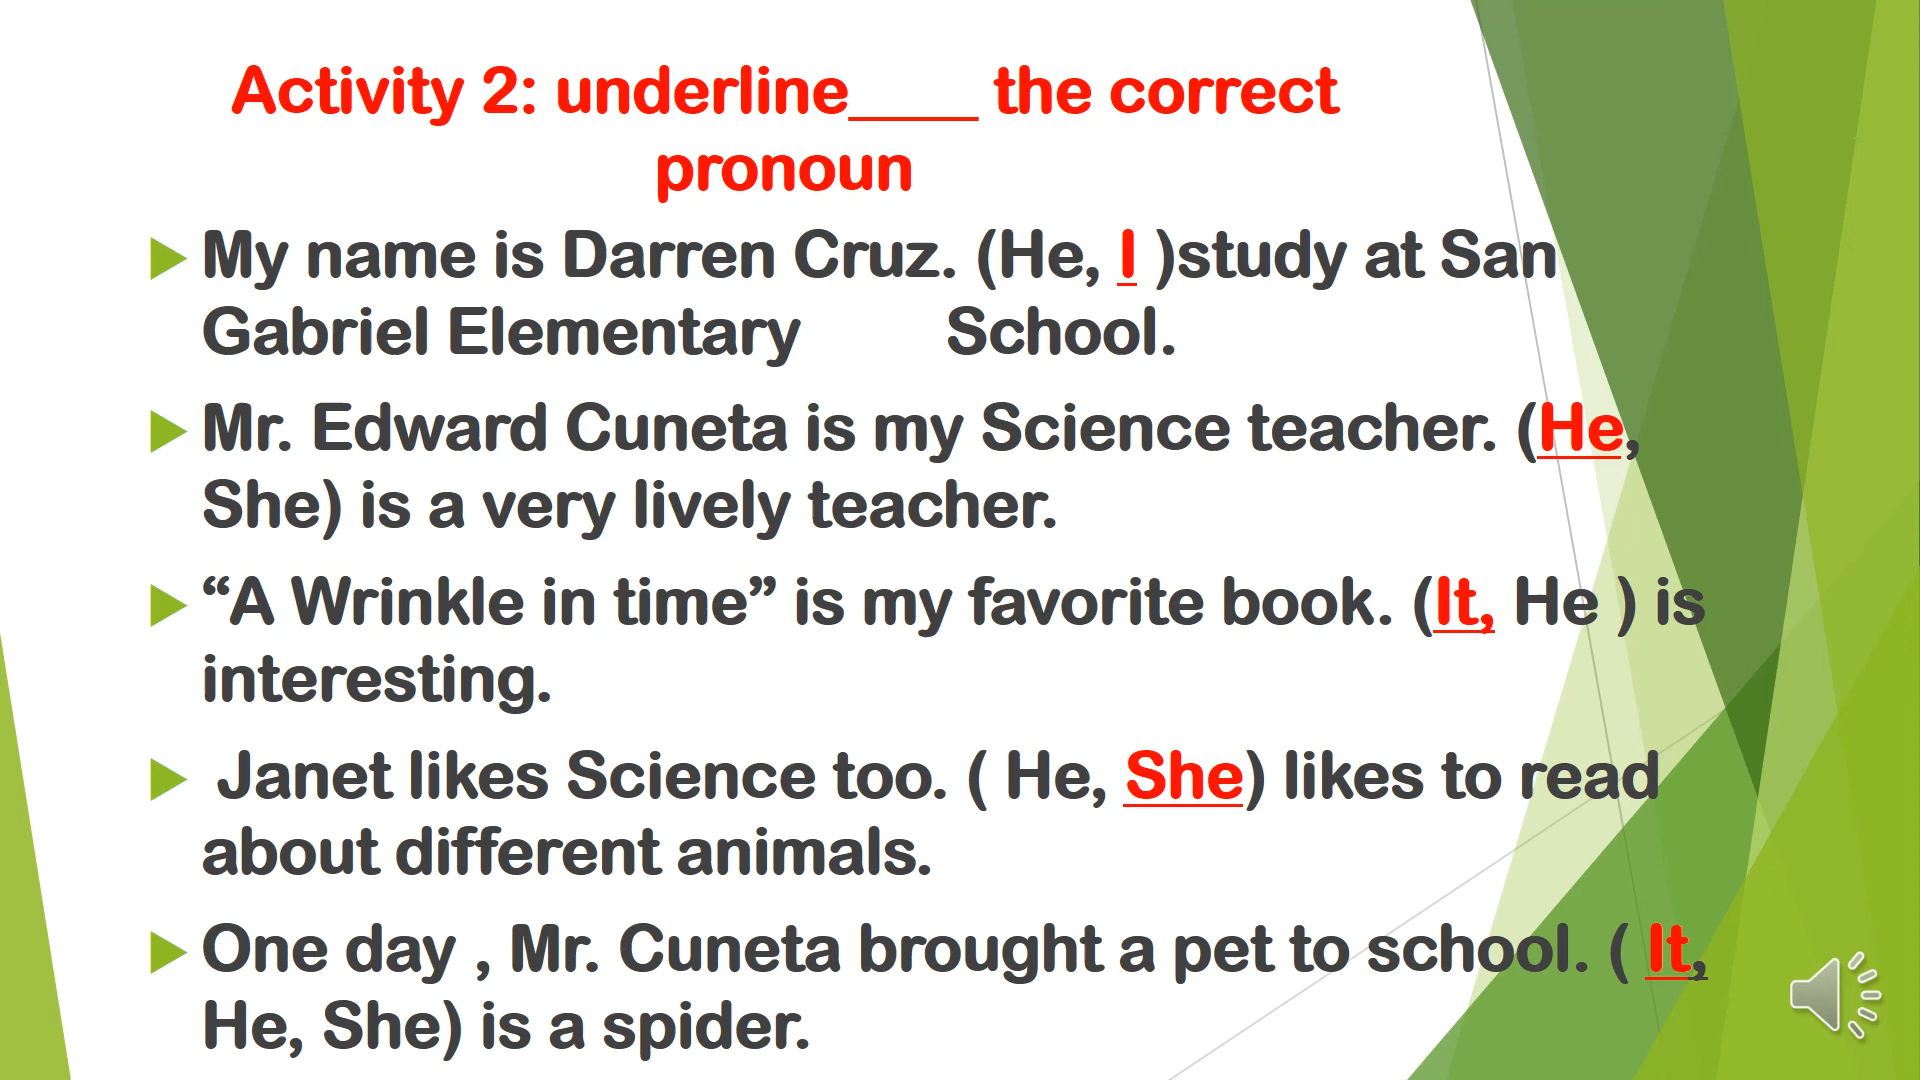 Activity 2: underline____ the correct
pronoun
My name is Darren Cruz. (He, I )study at San
Gabriel Elementary School.
Mr. Edward Cuneta is my Science teacher. (He,
She) is a very lively teacher.
“A Wrinkle in time” is my favorite book. (It, He ) is
interesting.
Janet likes Science too. ( He, She) likes to read
about different animals.
One day , Mr. Cuneta brought a pet to school. ( It,
He, She) is a spider.